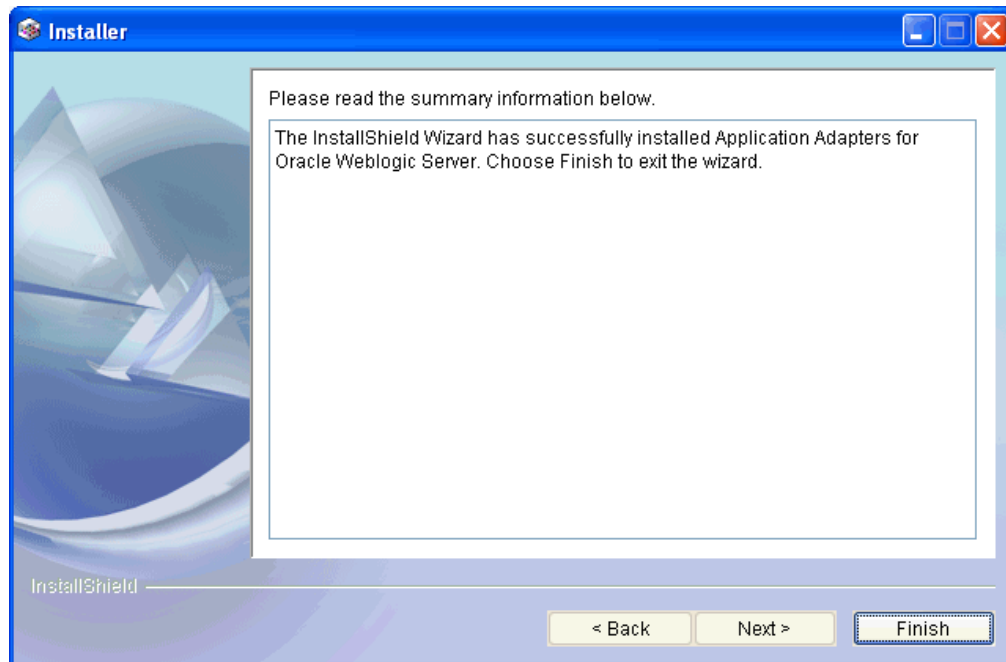 Installer
Please read the summary information below.
The InstallShield Wizard has successfully installed Application Adapters for
Oracle Weblogic Server. Choose Finish to exit the wizard.
InstallShield
< Back
Next >
Finish